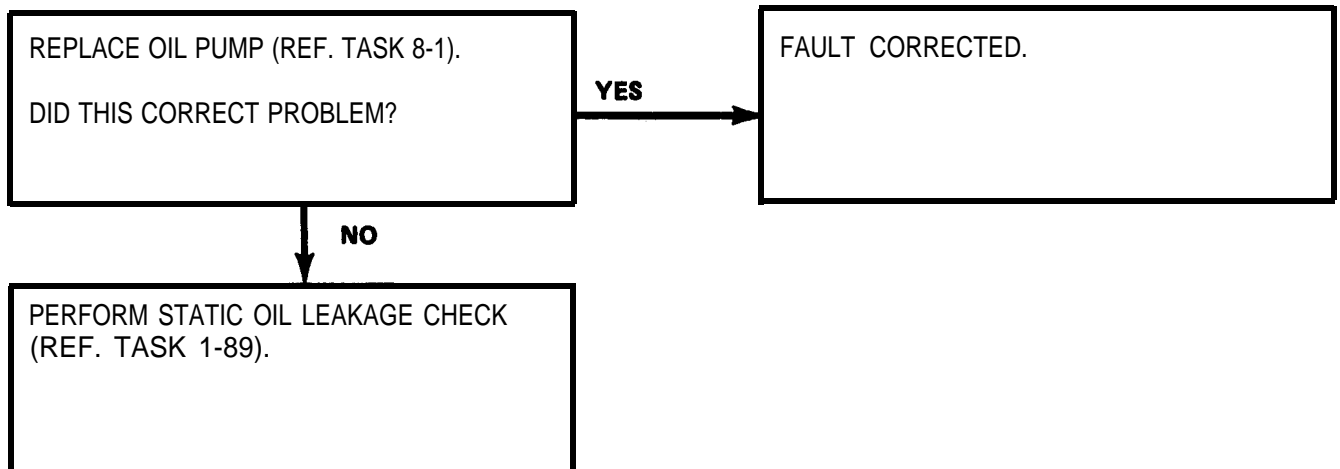 REPLACE OIL PUMP (REF. TASK 8-1).
DID THIS CORRECT PROBLEM?
YES
FAULT CORRECTED.
NO
PERFORM STATIC OIL LEAKAGE CHECK
(REF. TASK 1-89).